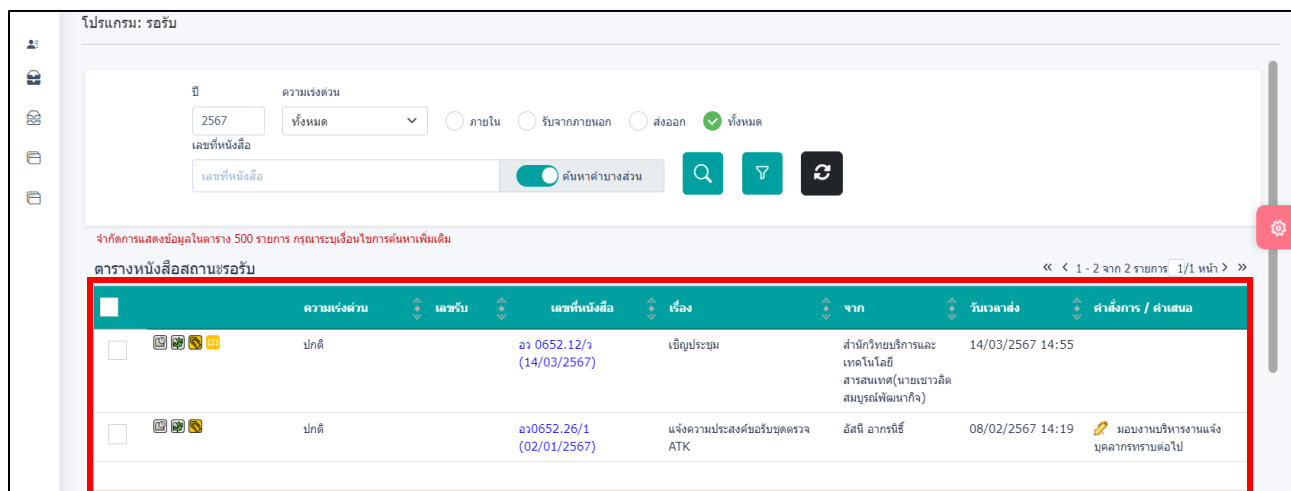 โปรแกรม: รอรับ
ปี ความเร่งด่วน
2567 ทั้งหมด ภายใน รับจากภายนอก ส่งออก ทั้งหมด
เลขที่หนังสือ
เลขที่หนังสือ ค้นหาคำบางส่วน
จำกัดการแสดงข้อมูลในตาราง 500 รายการ กรุณาระบุเงื่อนไขการค้นหาเพิ่มเติม
ตารางหนังสือสถานะรอรับ « < 1 - 2 จาก 2 รายการ 1/1 หน้า > »
ความเร่งด่วน เลขรับ เลขที่หนังสือ เรื่อง จาก วันเวลาส่ง คำสั่งการ / คำเสนอ
123 ปกติ อว 0652.12/ว เชิญประชุม สำนักวิทยบริการและ 14/03/2567 14:55
(14/03/2567) เทคโนโลยี
สารสนเทศ(นายเชาวลิต
สมบูรณ์พัฒนากิจ)
ปกติ อว0652.26/1 แจ้งความประสงค์ขอรับชุดตรวจ อัสนี อากรนิธิ์ 08/02/2567 14:19 มอบงานบริหารงานแจ้ง
(02/01/2567) ATK บุคลากรทราบต่อไป